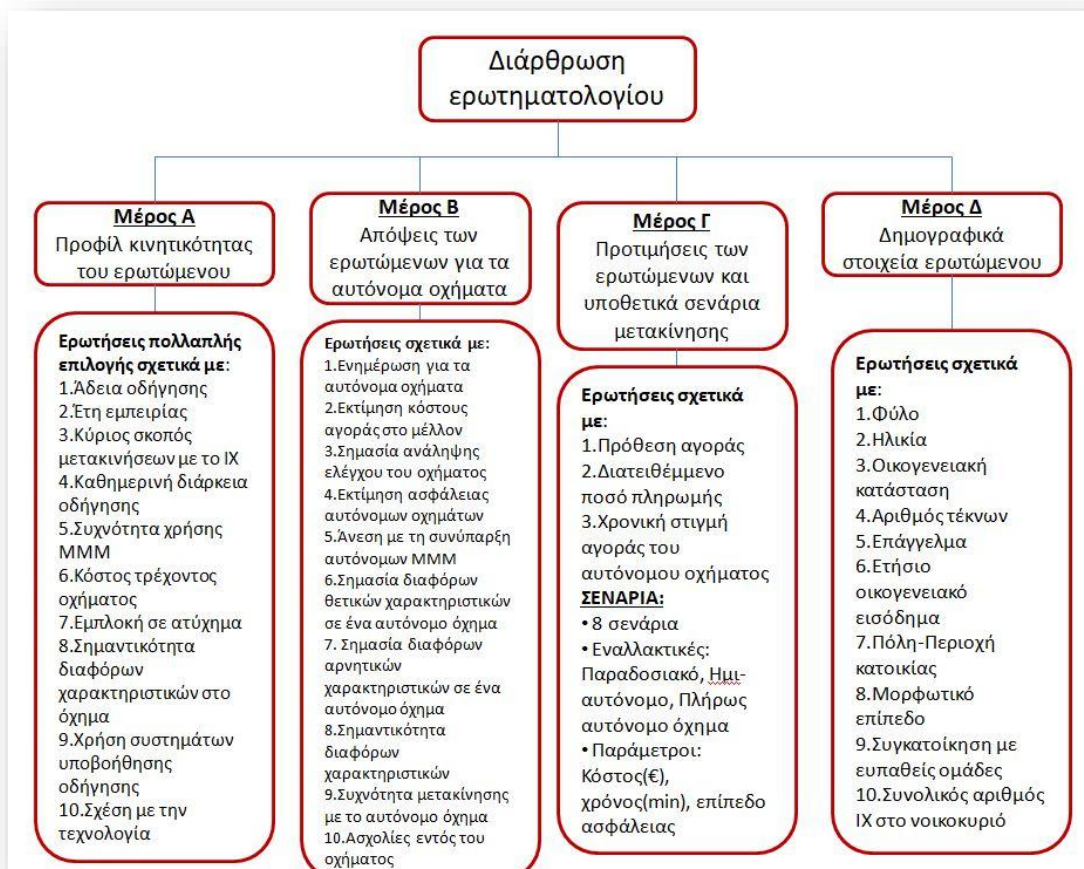 Διάρθρωση
ερωτηματολογίου
Μέρος Α
Προφίλ κινητικότητας
του ερωτώμενου
Ερωτήσεις πολλαπλής
επιλογής σχετικά με:
1.Άδεια οδήγησης
2.Έτη εμπειρίας
3.Κύριος σκοπός
μετακινήσεων με το ΙΧ
4.Καθημερινή διάρκεια
οδήγησης
5.Συχνότητα χρήσης
ΜΜΜ
6.Κόστος τρέχοντος
οχήματος
7.Εμπλοκή σε ατύχημα
8.Σημαντικότητα
διαφόρων
χαρακτηριστικών στο
όχημα
9.Χρήση συστημάτων
υποβοήθησης
οδήγησης
10.Σχέση με την
τεχνολογία
Μέρος Β
Απόψεις των
ερωτώμενων για τα
αυτόνομα οχήματα
Ερωτήσεις σχετικά με:
1.Ενημέρωση για τα
αυτόνομα οχήματα
2.Εκτίμηση κόστους
αγοράς στο μέλλον
3.Σημασία ανάληψης
ελέγχου του οχήματος
4.Εκτίμηση ασφάλειας
αυτόνομων οχημάτων
5.Άνεση με τη συνύπαρξη
αυτόνομων ΜΜΜ
6.Σημασία διαφόρων
θετικών χαρακτηριστικών
σε ένα αυτόνομο όχημα
7. Σημασία διαφόρων
αρνητικών
χαρακτηριστικών σε ένα
αυτόνομο όχημα
8.Σημαντικότητα
διαφόρων
χαρακτηριστικών
9.Συχνότητα μετακίνησης
με το αυτόνομο όχημα
10.Ασχολίες εντός του
οχήματος
Μέρος Γ
Προτιμήσεις των
ερωτώμενων και
υποθετικά σενάρια
μετακίνησης
Ερωτήσεις σχετικά
με:
1.Πρόθεση αγοράς
2.Διατειθέμμενο
ποσό πληρωμής
3.Χρονική στιγμή
αγοράς του
αυτόνομου οχήματος
ΣΕΝΑΡΙΑ:
• 8 σενάρια
• Εναλλακτικές:
Παραδοσιακό, Ημι-
αυτόνομο, Πλήρως
αυτόνομο όχημα
• Παράμετροι:
Κόστος(€),
χρόνος(min), επίπεδο
ασφάλειας
Μέρος Δ
Δημογραφικά
στοιχεία ερωτώμενου
Ερωτήσεις σχετικά
με:
1.Φύλο
2.Ηλικία
3.Οικογενειακή
κατάσταση
4.Αριθμός τέκνων
5.Επάγγελμα
6.Ετήσιο
οικογενειακό
εισόδημα
7.Πόλη-Περιοχή
κατοικίας
8.Μορφωτικό
επίπεδο
9.Συγκατοίκηση με
ευπαθείς ομάδες
10.Συνολικός αριθμός
ΙΧ στο νοικοκυριό